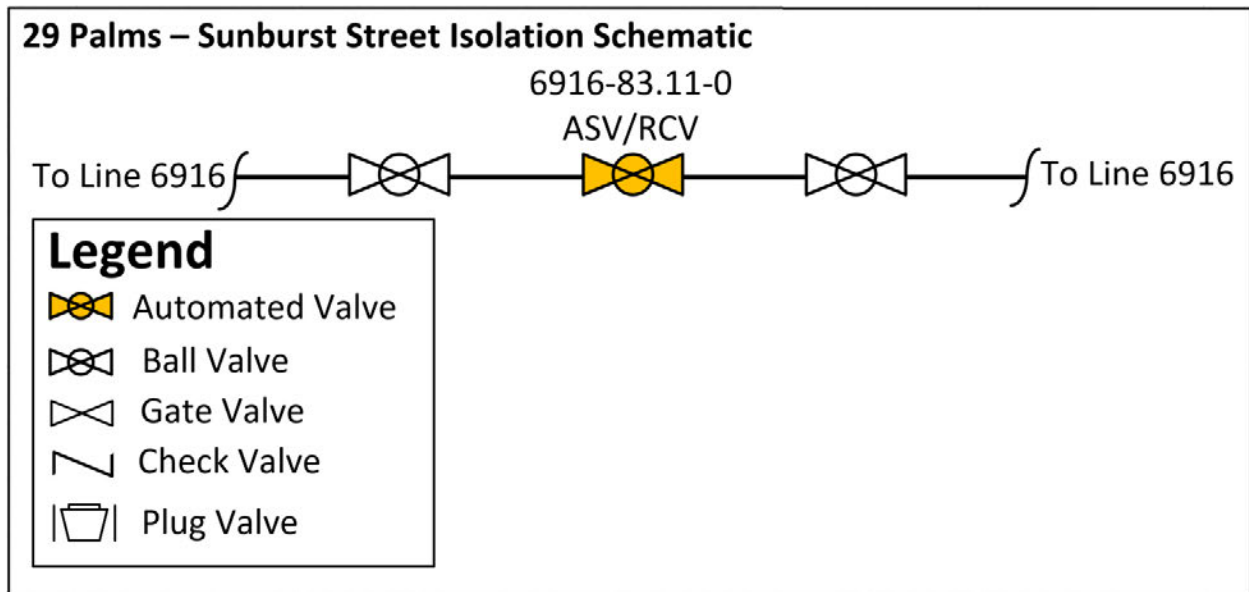 29 Palms – Sunburst Street Isolation Schematic
6916-83.11-0
ASV/RCV
To Line 6916
To Line 6916
Legend
Automated Valve
Ball Valve
Gate Valve
Check Valve
Plug Valve